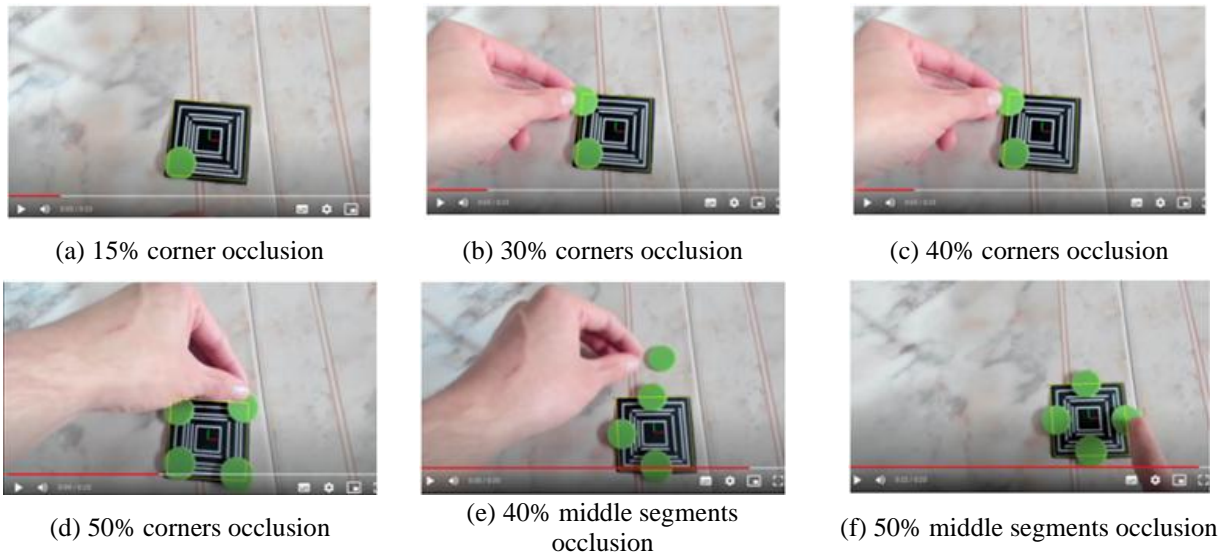 (a) 15% corner occlusion
(b) 30% corners occlusion
(c) 40% corners occlusion
(d) 50% corners occlusion
(e) 40% middle segments
occlusion
(f) 50% middle segments occlusion